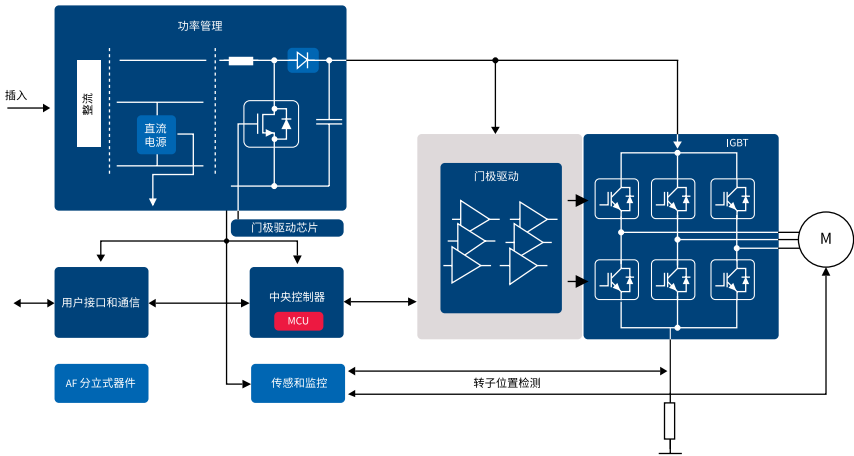 功率管理
插入
整流
直流
电源
门极驱动芯片
IGBT
门极驱动
M
用户接口和通信
中央控制器
MCU
AF 分立式器件
传感和监控
转子位置检测